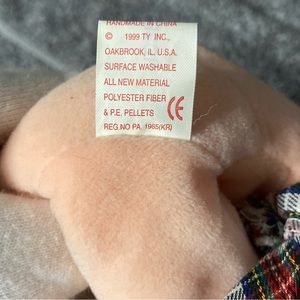 HANDMADE IN CHINA
© 1999 TY INC.,
OAKBROOK, IL. U.S.A.
SURFACE WASHABLE
ALL NEW MATERIAL
POLYESTER FIBER
& P.E. PELLETS CE
REG.NO PA. 1965(KR)